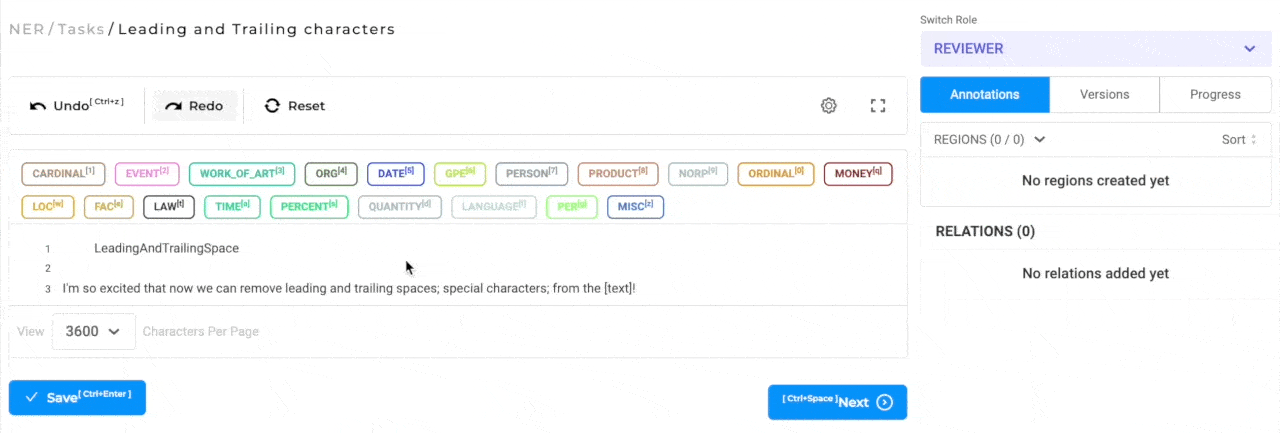 Switch Role
NER / Tasks / Leading and Trailing characters
REVIEWER
Undo[ Ctrl+z ] Redo Reset
Annotations Versions Progress
REGIONS (0 / 0) Sort
No regions created yet
CARDINAL[1] EVENT[2] WORK_OF_ART[3] ORG[4] DATE[5] GPE[6] PERSON[7] PRODUCT[8] NORP[9] ORDINAL[0] MONEY[q]
LOC[w] FAC[e] LAW[t] TIME[a] PERCENT[s] QUANTITY[d] LANGUAGE[f] PER[g] MISC[z]
RELATIONS (0)
No relations added yet
1 LeadingAndTrailingSpace
2
3 I'm so excited that now we can remove leading and trailing spaces; special characters; from the [text]!
View 3600 Characters Per Page
Save[ Ctrl+Enter ]
[ Ctrl+Space ]Next